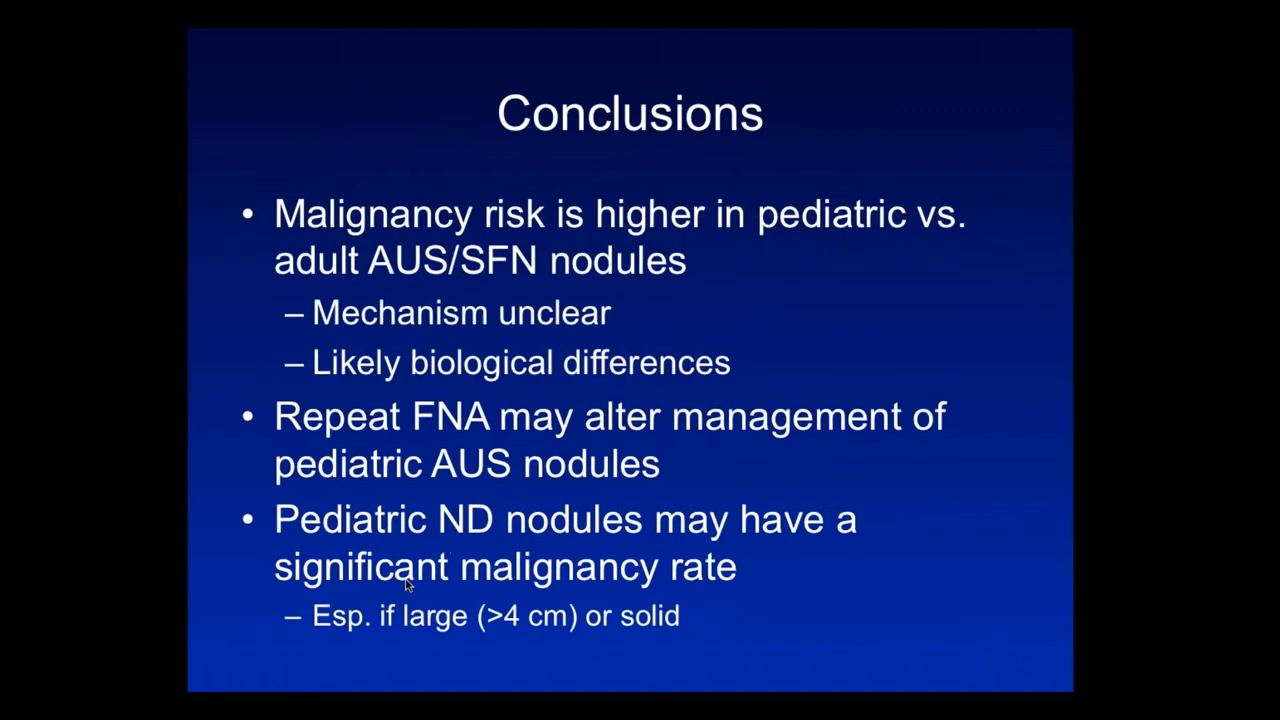 Conclusions
• Malignancy risk is higher in pediatric vs.
adult AUS/SFN nodules
– Mechanism unclear
– Likely biological differences
• Repeat FNA may alter management of
pediatric AUS nodules
• Pediatric ND nodules may have a
significant malignancy rate
– Esp. if large (>4 cm) or solid